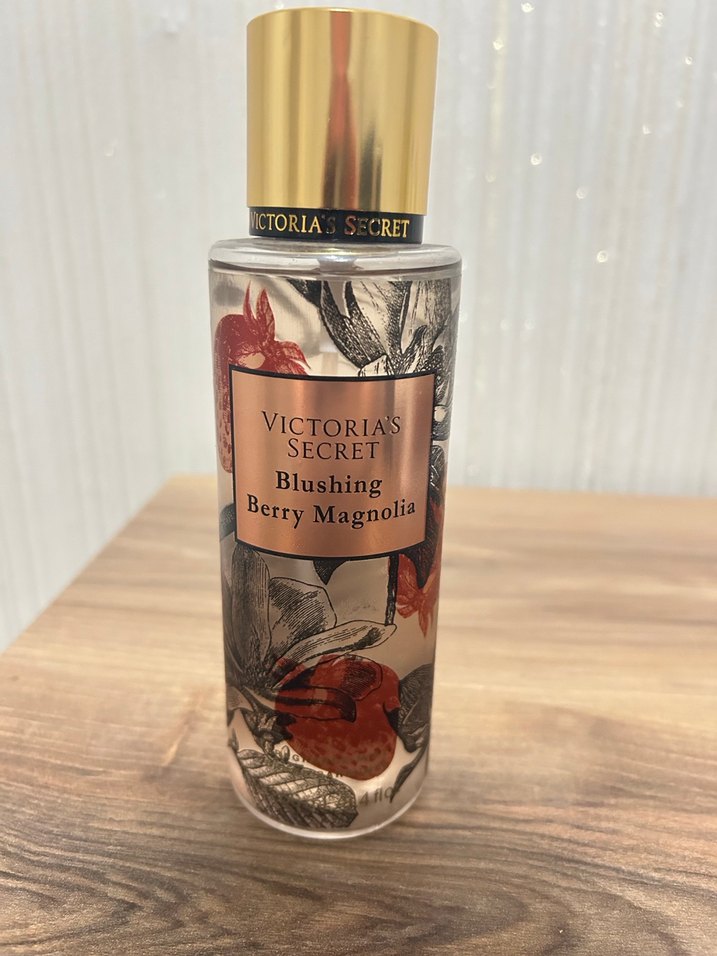 VICTORIA'S SECRET
VICTORIA'S
SECRET
Blushing
Berry Magnolia